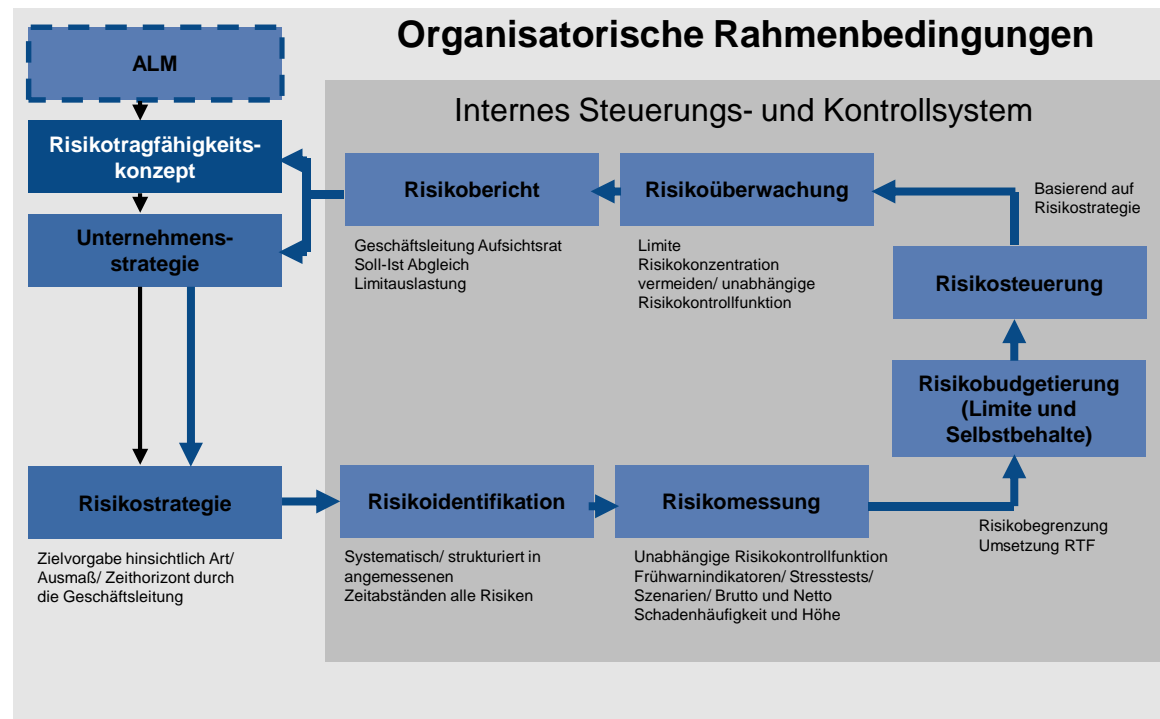 Organisatorische Rahmenbedingungen
ALM
Internes Steuerungs- und Kontrollsystem
Risikotragfähigkeits-
konzept
Risikobericht
Risikoüberwachung
Basierend auf
Risikostrategie
Unternehmens-
strategie
Geschäftsleitung Aufsichtsrat
Soll-Ist Abgleich
Limitauslastung
Limite
Risikokonzentration
vermeiden/ unabhängige
Risikokontrollfunktion
Risikosteuerung
Risikobudgetierung
(Limite und
Selbstbehalte)
Risikostrategie
Risikoidentifikation
Risikomessung
Risikobegrenzung
Umsetzung RTF
Zielvorgabe hinsichtlich Art/
Ausmaß/ Zeithorizont durch
die Geschäftsleitung
Systematisch/ strukturiert in
angemessenen
Zeitabständen alle Risiken
Unabhängige Risikokontrollfunktion
Frühwarnindikatoren/ Stresstests/
Szenarien/ Brutto und Netto
Schadenhäufigkeit und Höhe